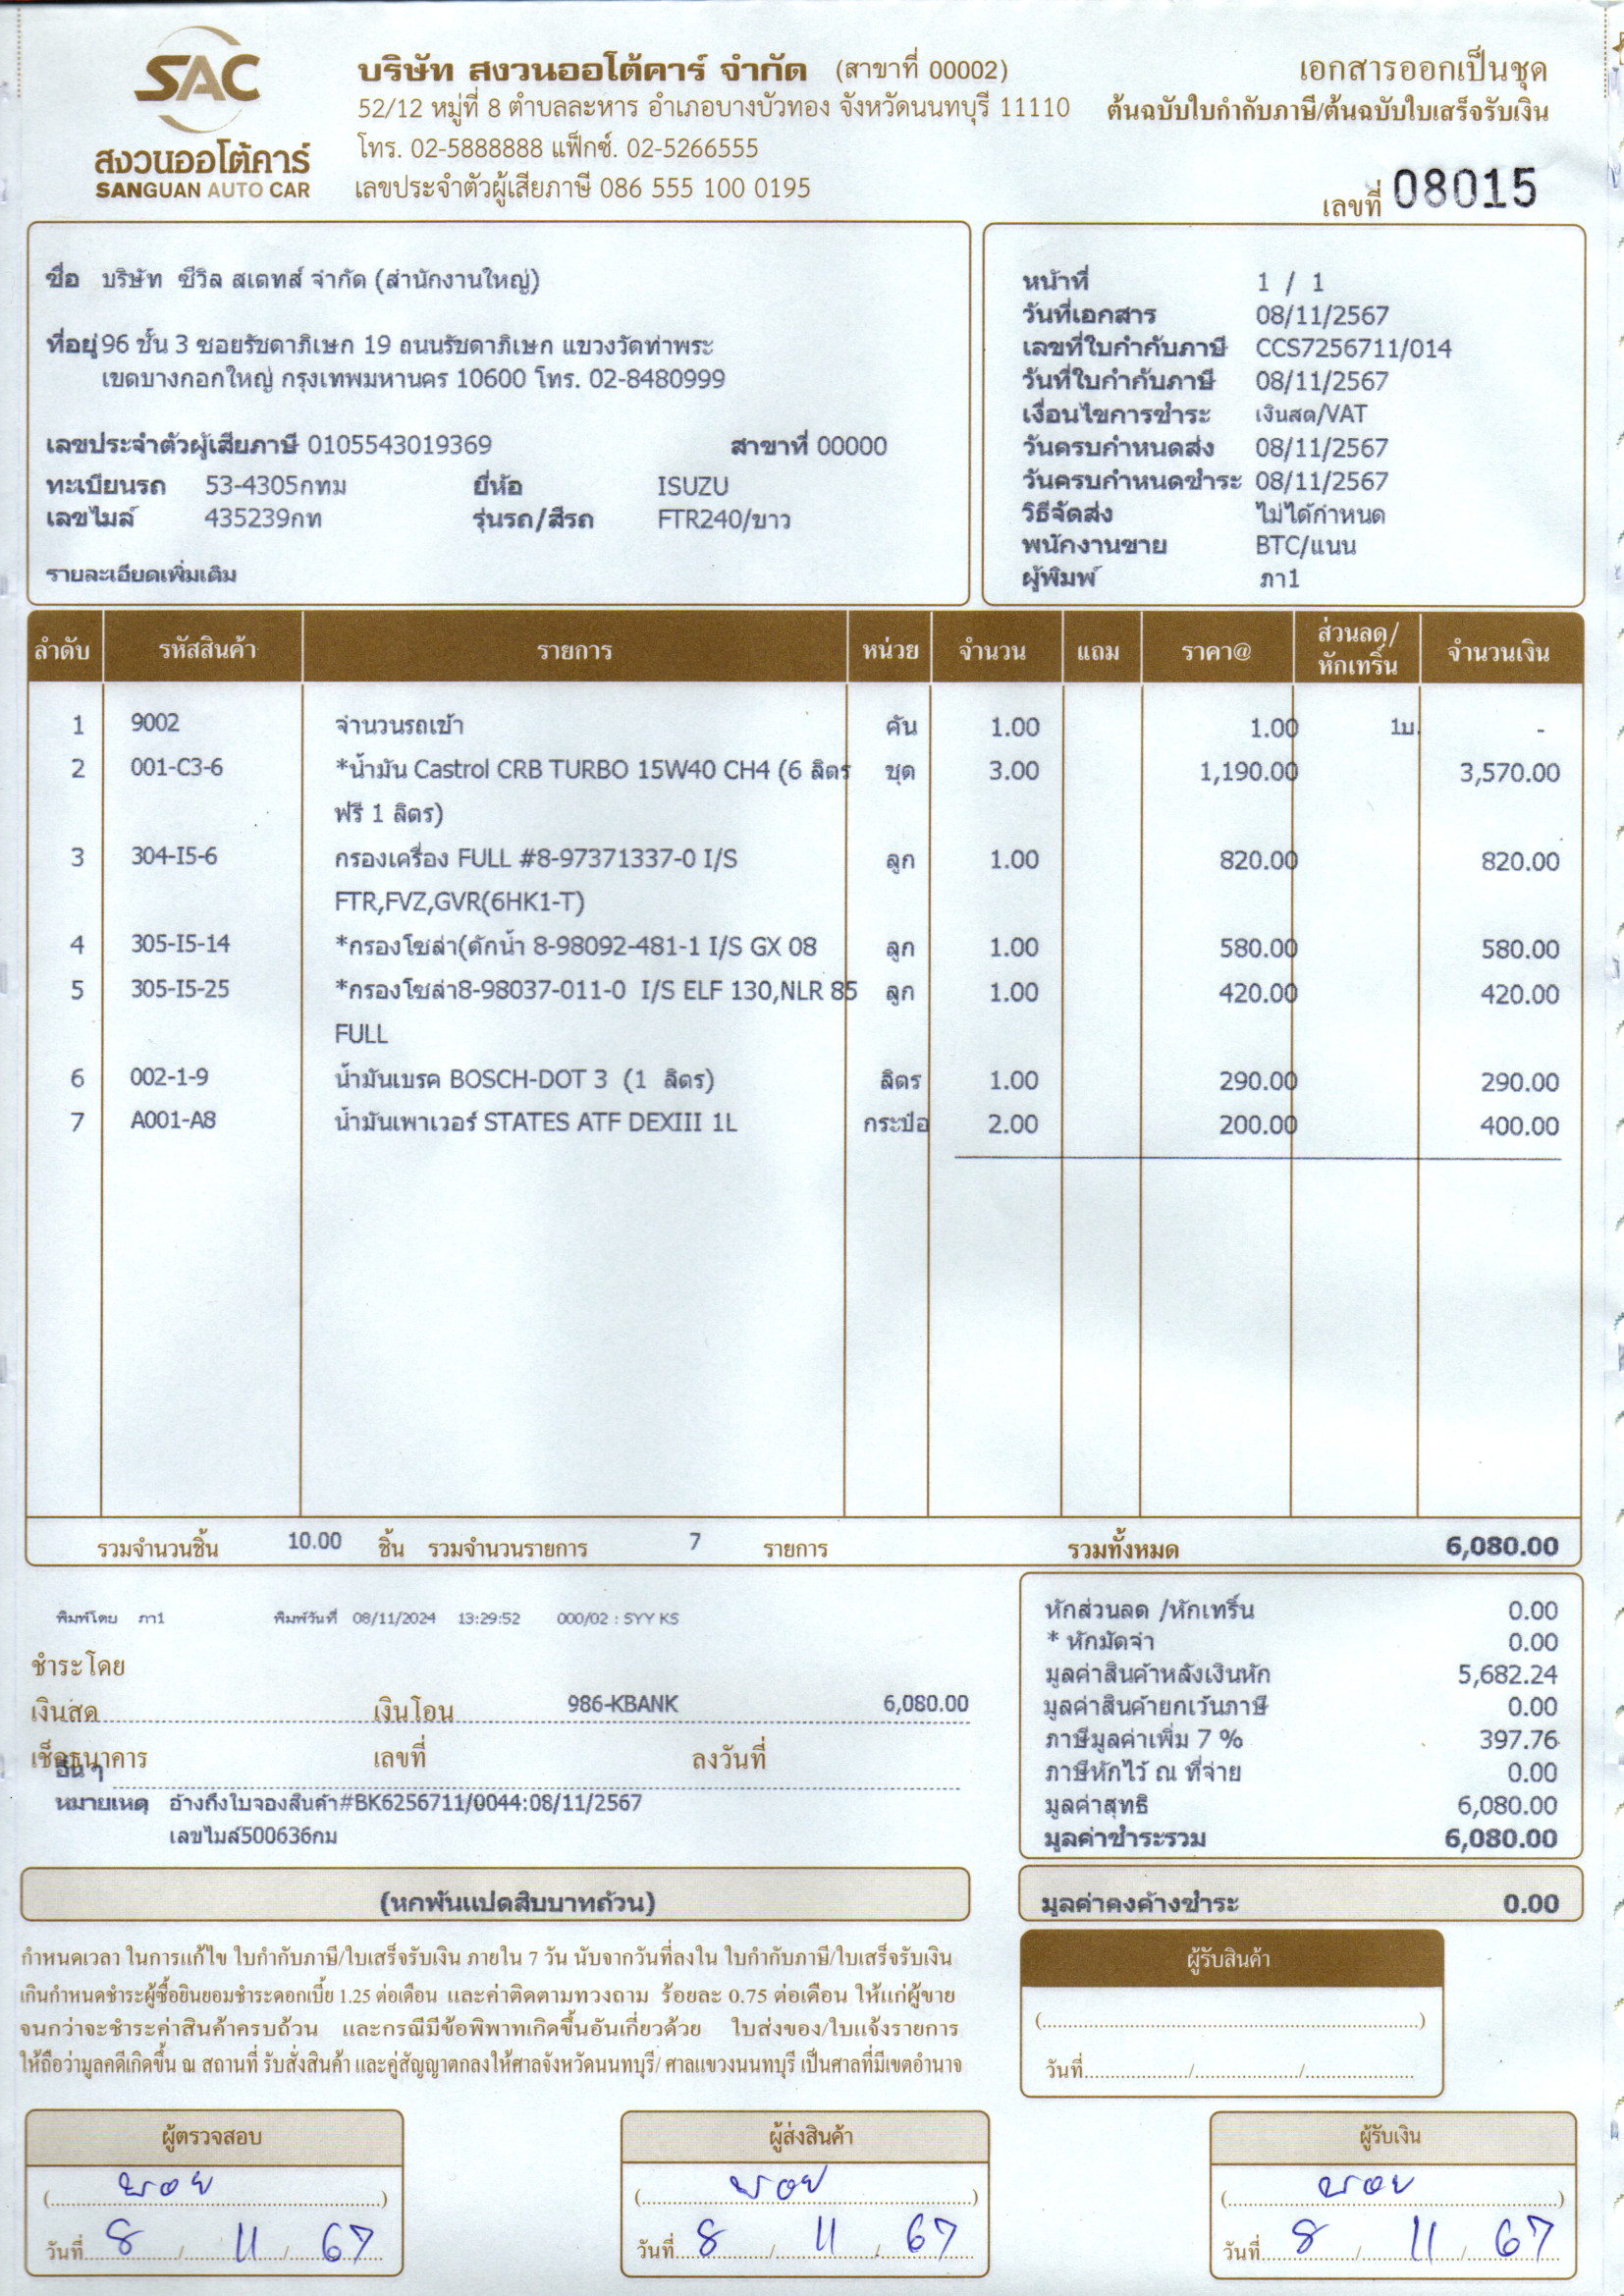 SAC
สงวนออโต้คาร์
SANGUAN AUTO CAR
บริษัท สงวนออโต้คาร์ จำกัด (สาขาที่ 00002)
52/12 หมู่ที่ 8 ตำบลละหาร อำเภอบางบัวทอง จังหวัดนนทบุรี 11110
โทร. 02-5888888 แฟ็กซ์. 02-5266555
เลขประจำตัวผู้เสียภาษี 086 555 100 0195
เอกสารออกเป็นชุด
ต้นฉบับใบกำกับภาษี/ต้นฉบับใบเสร็จรับเงิน
เลขที่ 08015
ชื่อ บริษัท ซีวิล สเตทส์ จำกัด (สำนักงานใหญ่)
ที่อยู่ 96 ชั้น 3 ซอยรัชดาภิเษก 19 ถนนรัชดาภิเษก แขวงวัดท่าพระ
เขตบางกอกใหญ่ กรุงเทพมหานคร 10600 โทร. 02-8480999
เลขประจำตัวผู้เสียภาษี 0105543019369 สาขาที่ 00000
ทะเบียนรถ 53-4305กทม ยี่ห้อ ISUZU
เลขไมล์ 435239กท รุ่นรถ/สีรถ FTR240/ขาว
รายละเอียดเพิ่มเติม
หน้าที่ 1 / 1
วันที่เอกสาร 08/11/2567
เลขที่ใบกำกับภาษี CCS7256711/014
วันที่ใบกำกับภาษี 08/11/2567
เงื่อนไขการชำระ เงินสด/VAT
วันครบกำหนดส่ง 08/11/2567
วันครบกำหนดชำระ 08/11/2567
วิธีจัดส่ง ไม่ได้กำหนด
พนักงานขาย BTC/แนน
ผู้พิมพ์ ภา1
ลำดับ รหัสสินค้า รายการ หน่วย จำนวน แถม ราคา@ ส่วนลด/ จำนวนเงิน
หักเทริ์น
1 9002 จำนวนรถเข้า คัน 1.00 1.00 1บ. -
2 001-C3-6 *น้ำมัน Castrol CRB TURBO 15W40 CH4 (6 ลิตร ชุด 3.00 1,190.00 3,570.00
ฟรี 1 ลิตร)
3 304-I5-6 กรองเครื่อง FULL #8-97371337-0 I/S ลูก 1.00 820.00 820.00
FTR,FVZ,GVR(6HK1-T)
4 305-I5-14 *กรองโซล่า(ดักน้ำ 8-98092-481-1 I/S GX 08 ลูก 1.00 580.00 580.00
5 305-I5-25 *กรองโซล่า8-98037-011-0 I/S ELF 130,NLR 85 ลูก 1.00 420.00 420.00
FULL
6 002-1-9 น้ำมันเบรค BOSCH-DOT 3 (1 ลิตร) ลิตร 1.00 290.00 290.00
7 A001-A8 น้ำมันเพาเวอร์ STATES ATF DEXIII 1L กระป๋อ 2.00 200.00 400.00
รวมจำนวนชิ้น 10.00 ชิ้น รวมจำนวนรายการ 7 รายการ รวมทั้งหมด 6,080.00
พิมพ์โดย ภา1 พิมพ์วันที่ 08/11/2024 13:29:52 000/02 : SYY KS
ชำระโดย
เงินสด เงินโอน 986-KBANK 6,080.00
เช็คธนาคาร เลขที่ ลงวันที่
อื่น ๆ
หมายเหตุ อ้างถึงใบจองสินค้า#BK6256711/0044:08/11/2567
เลขไมล์500636กม
หักส่วนลด /หักเทริ์น 0.00
* หักมัดจำ 0.00
มูลค่าสินค้าหลังเงินหัก 5,682.24
มูลค่าสินค้ายกเว้นภาษี 0.00
ภาษีมูลค่าเพิ่ม 7 % 397.76
ภาษีหักไว้ ณ ที่จ่าย 0.00
มูลค่าสุทธิ 6,080.00
มูลค่าชำระรวม 6,080.00
(หกพันแปดสิบบาทถ้วน)
มูลค่าคงค้างชำระ 0.00
กำหนดเวลา ในการแก้ไข ใบกำกับภาษี/ใบเสร็จรับเงิน ภายใน 7 วัน นับจากวันที่ลงใน ใบกำกับภาษี/ใบเสร็จรับเงิน
เกินกำหนดชำระผู้ซื้อยินยอมชำระดอกเบี้ย 1.25 ต่อเดือน และค่าติดตามทวงถาม ร้อยละ 0.75 ต่อเดือน ให้แก่ผู้ขาย
จนกว่าจะชำระค่าสินค้าครบถ้วน และกรณีมีข้อพิพาทเกิดขึ้นอันเกี่ยวด้วย ใบส่งของ/ใบแจ้งรายการ
ให้ถือว่ามูลคดีเกิดขึ้น ณ สถานที่ รับสั่งสินค้า และคู่สัญญาตกลงให้ศาลจังหวัดนนทบุรี/ ศาลแขวงนนทบุรี เป็นศาลที่มีเขตอำนาจ
ผู้รับสินค้า
วันที่
ผู้ตรวจสอบ
วันที่ 8 / 11 / 67
ผู้ส่งสินค้า
วันที่ 8 / 11 / 67
ผู้รับเงิน
วันที่ 8 / 11 / 67